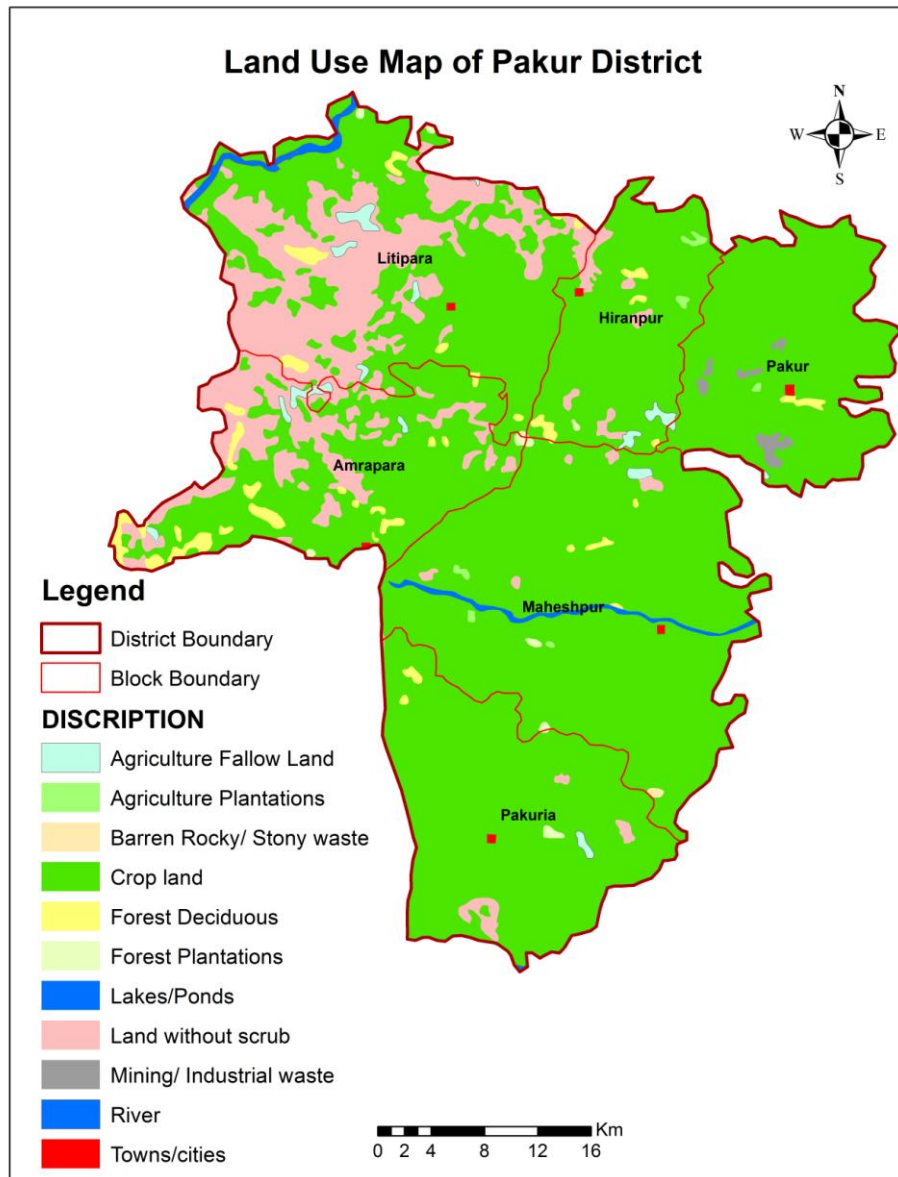 Land Use Map of Pakur District
N
W E
S
Litipara
Hiranpur
Pakur
Amrapara
Maheshpur
Pakuria
Legend
District Boundary
Block Boundary
DISCRIPTION
Agriculture Fallow Land
Agriculture Plantations
Barren Rocky/ Stony waste
Crop land
Forest Deciduous
Forest Plantations
Lakes/Ponds
Land without scrub
Mining/ Industrial waste
River
Towns/cities
Km
0 2 4 8 12 16